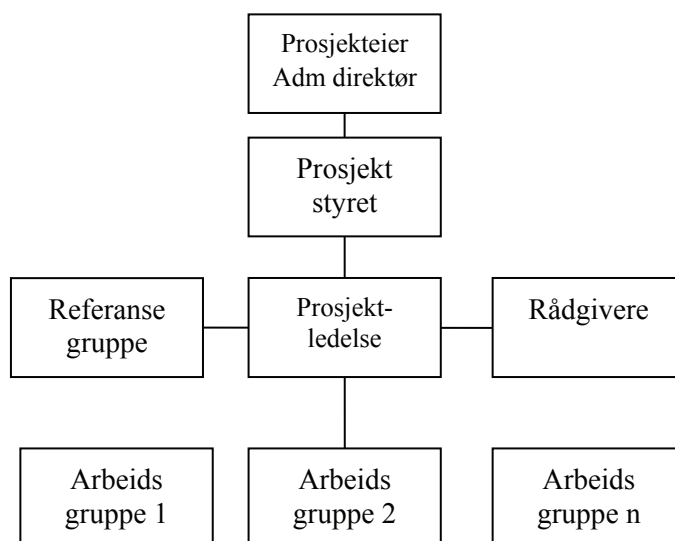 Prosjekteier
Adm direktør
Prosjekt
styret
Referanse
gruppe
Prosjekt-
ledelse
Rådgivere
Arbeids
gruppe 1
Arbeids
gruppe 2
Arbeids
gruppe n